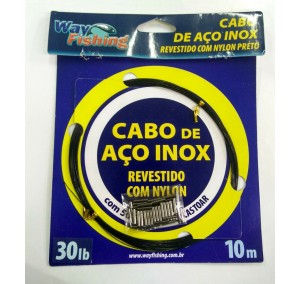 Way Fishing
CABO
DE AÇO INOX
REVESTIDO COM NYLON PRETO
CABO DE
AÇO INOX
REVESTIDO
COM NYLON
com
30lb
www.wayfishing.com.br
10m